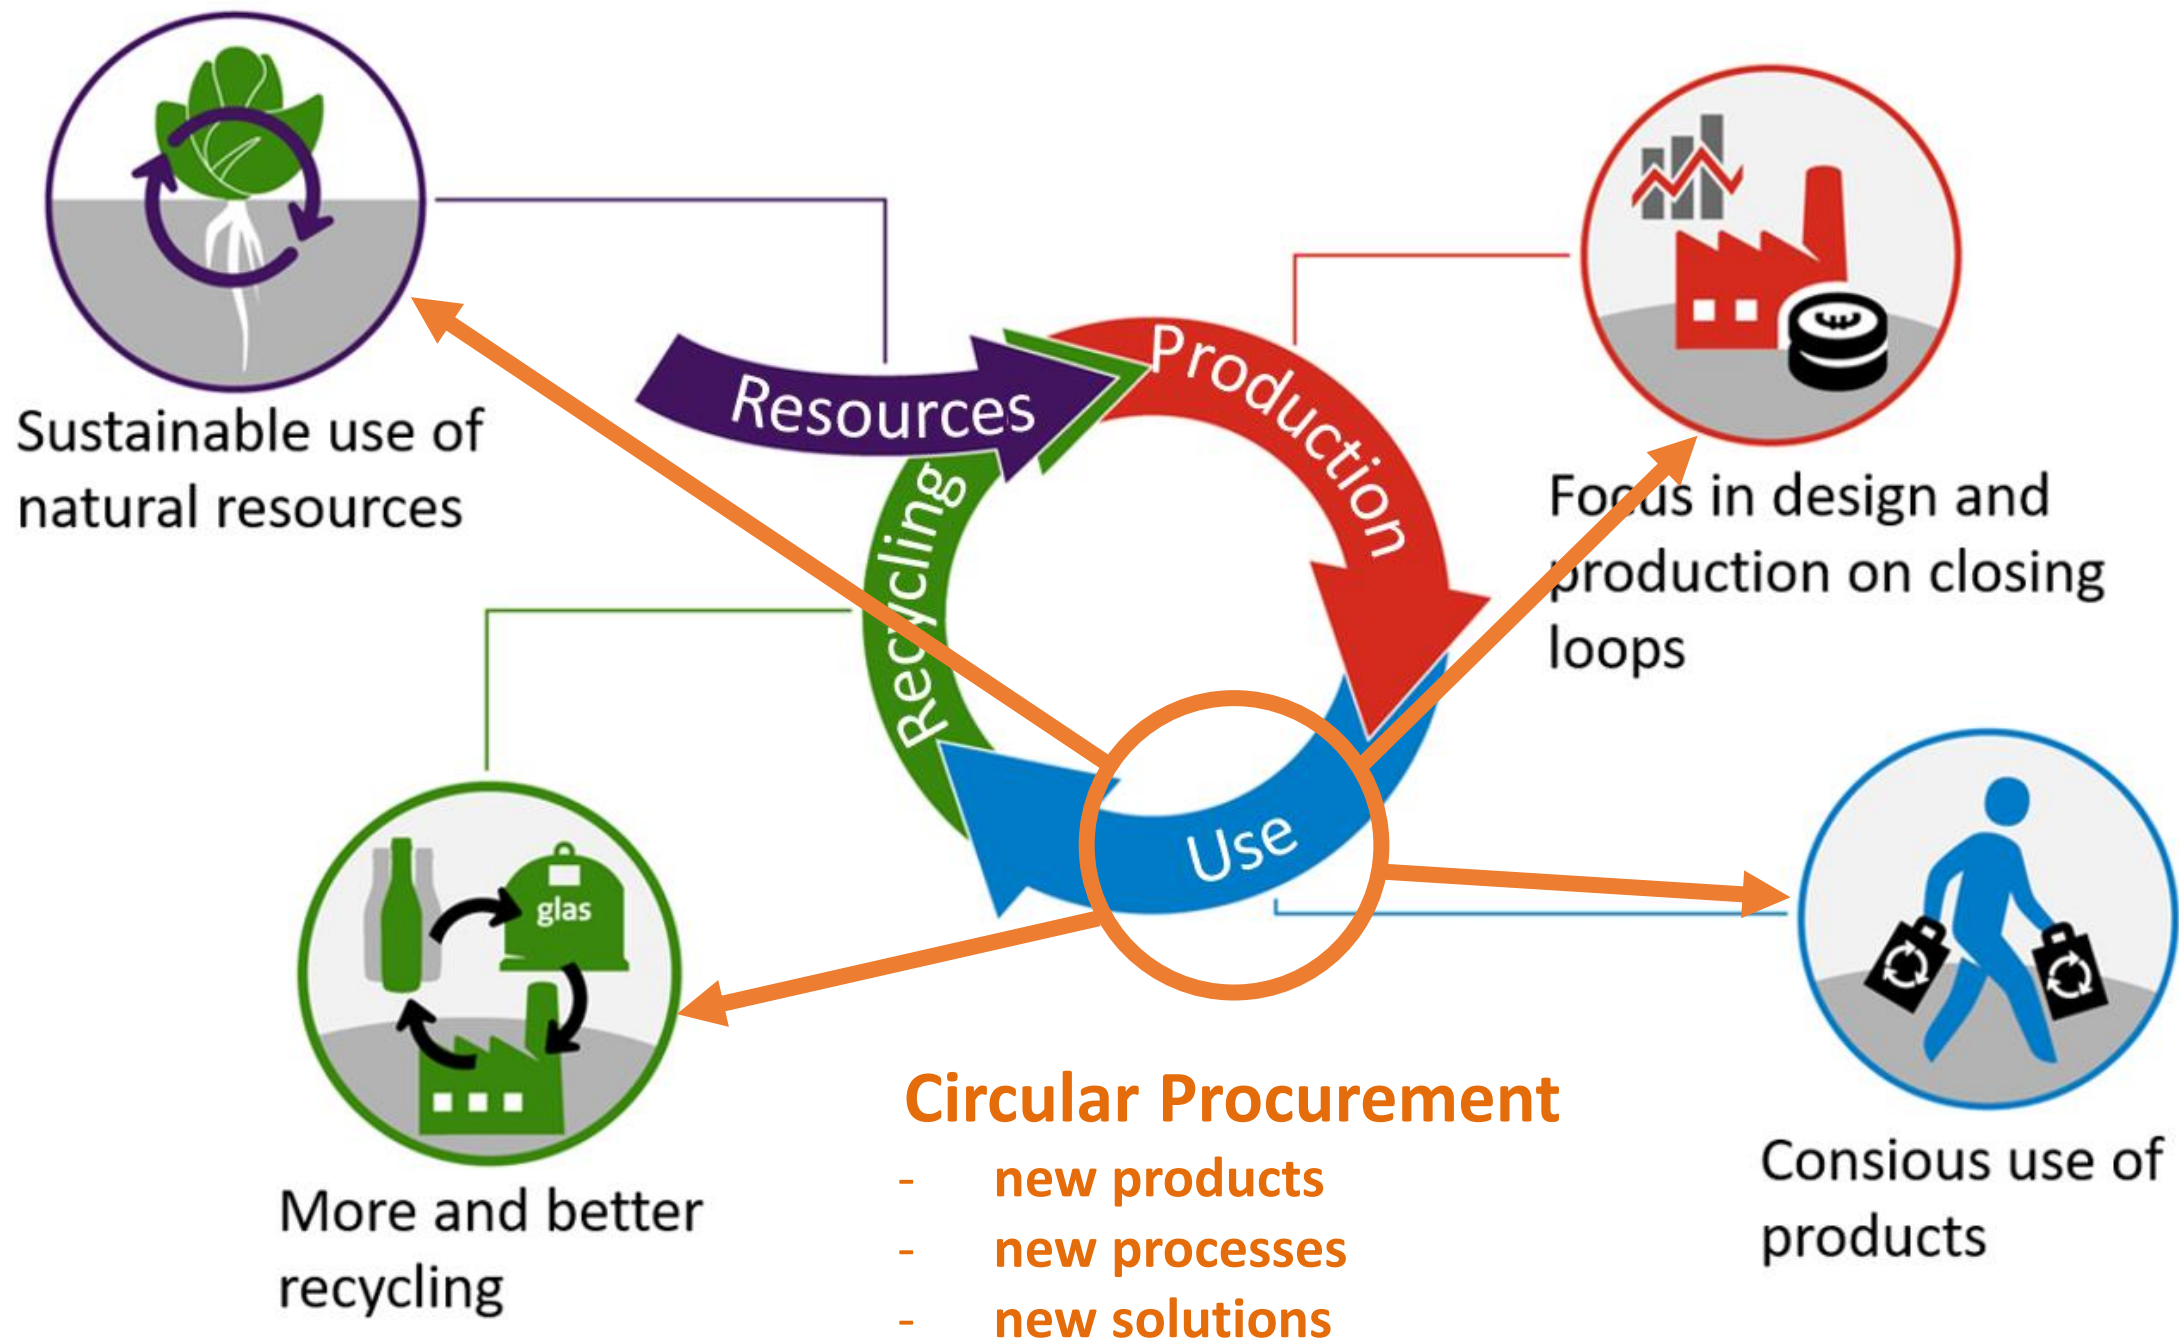 Sustainable use of
natural resources
Resources
Production
Recycling
Use
Focus in design and
production on closing
loops
glas
More and better
recycling
Circular Procurement
- new products
- new processes
- new solutions
Consious use of
products